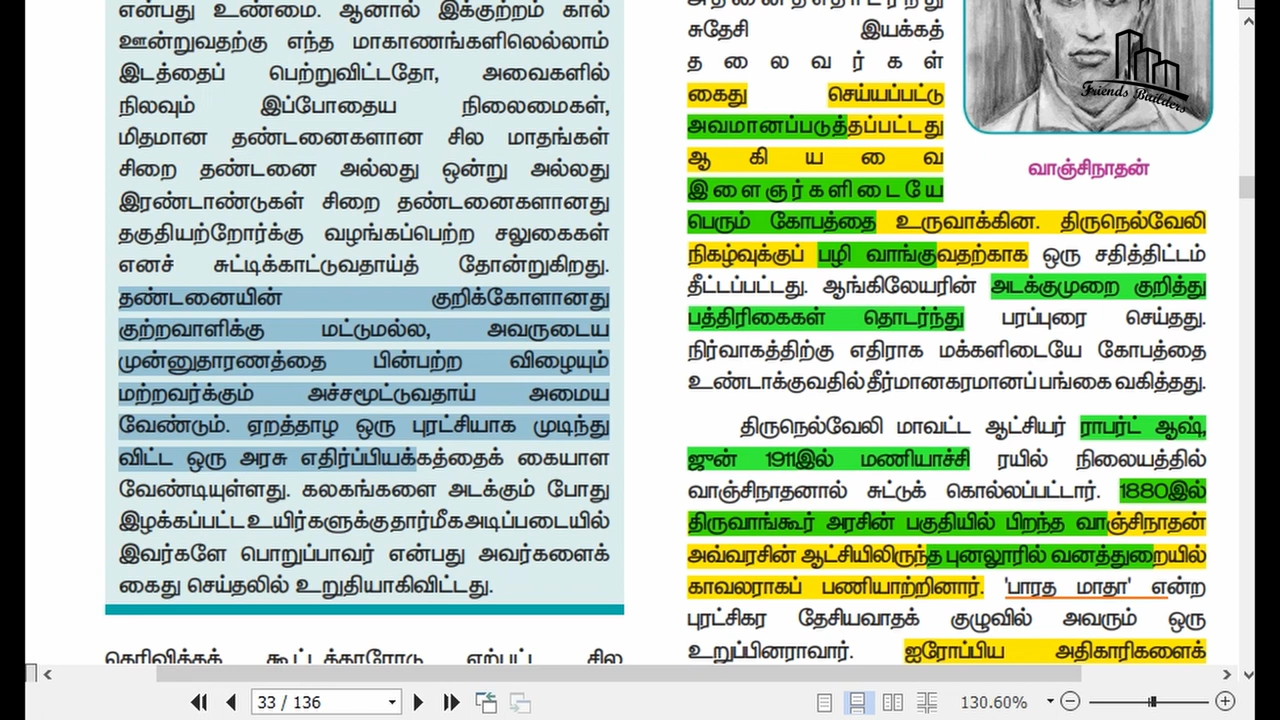 என்பது உண்மை. ஆனால் இக்குற்றம் கால்
ஊன்றுவதற்கு எந்த மாகாணங்களிலெல்லாம்
இடத்தைப் பெற்றுவிட்டதோ, அவைகளில்
நிலவும் இப்போதைய நிலைமைகள்,
மிதமான தண்டனைகளான சில மாதங்கள்
சிறை தண்டனை அல்லது ஒன்று அல்லது
இரண்டாண்டுகள் சிறை தண்டனைகளானது
தகுதியற்றோர்க்கு வழங்கப்பெற்ற சலுகைகள்
எனச் சுட்டிக்காட்டுவதாய்த் தோன்றுகிறது.
தண்டனையின் குறிக்கோளானது
குற்றவாளிக்கு மட்டுமல்ல, அவருடைய
முன்னுதாரணத்தை பின்பற்ற விழையும்
மற்றவர்க்கும் அச்சமூட்டுவதாய் அமைய
வேண்டும். ஏறத்தாழ ஒரு புரட்சியாக முடிந்து
விட்ட ஒரு அரசு எதிர்ப்பியக்கத்தைக் கையாள
வேண்டியுள்ளது. கலகங்களை அடக்கும் போது
இழக்கப்பட்ட உயிர்களுக்கு தார்மீக அடிப்படையில்
இவர்களே பொறுப்பாவர் என்பது அவர்களைக்
கைது செய்தலில் உறுதியாகிவிட்டது.
தெரிவிக்கக் கூட்டத்தாரோடு ஏற்பட்ட சில
சுதேசி இயக்கத்
தலைவர்கள்
கைது செய்யப்பட்டு
அவமானப்படுத்தப்பட்டது
ஆகியவை
இளைஞர்களிடையே
பெரும் கோபத்தை உருவாக்கின. திருநெல்வேலி
நிகழ்வுக்குப் பழி வாங்குவதற்காக ஒரு சதித்திட்டம்
தீட்டப்பட்டது. ஆங்கிலேயரின் அடக்குமுறை குறித்து
பத்திரிகைகள் தொடர்ந்து பரப்புரை செய்தது.
நிர்வாகத்திற்கு எதிராக மக்களிடையே கோபத்தை
உண்டாக்குவதில் தீர்மானகரமானப் பங்கை வகித்தது.
திருநெல்வேலி மாவட்ட ஆட்சியர் ராபர்ட் ஆஷ்,
ஜுன் 1911இல் மணியாச்சி ரயில் நிலையத்தில்
வாஞ்சிநாதனால் சுட்டுக் கொல்லப்பட்டார். 1880இல்
திருவாங்கூர் அரசின் பகுதியில் பிறந்த வாஞ்சிநாதன்
அவ்வரசின் ஆட்சியிலிருந்த புனலூரில் வனத்துறையில்
காவலராகப் பணியாற்றினார். 'பாரத மாதா' என்ற
புரட்சிகர தேசியவாதக் குழுவில் அவரும் ஒரு
உறுப்பினராவார். ஐரோப்பிய அதிகாரிகளைக்
Friends Builders
வாஞ்சிநாதன்
33 / 136
130.60%